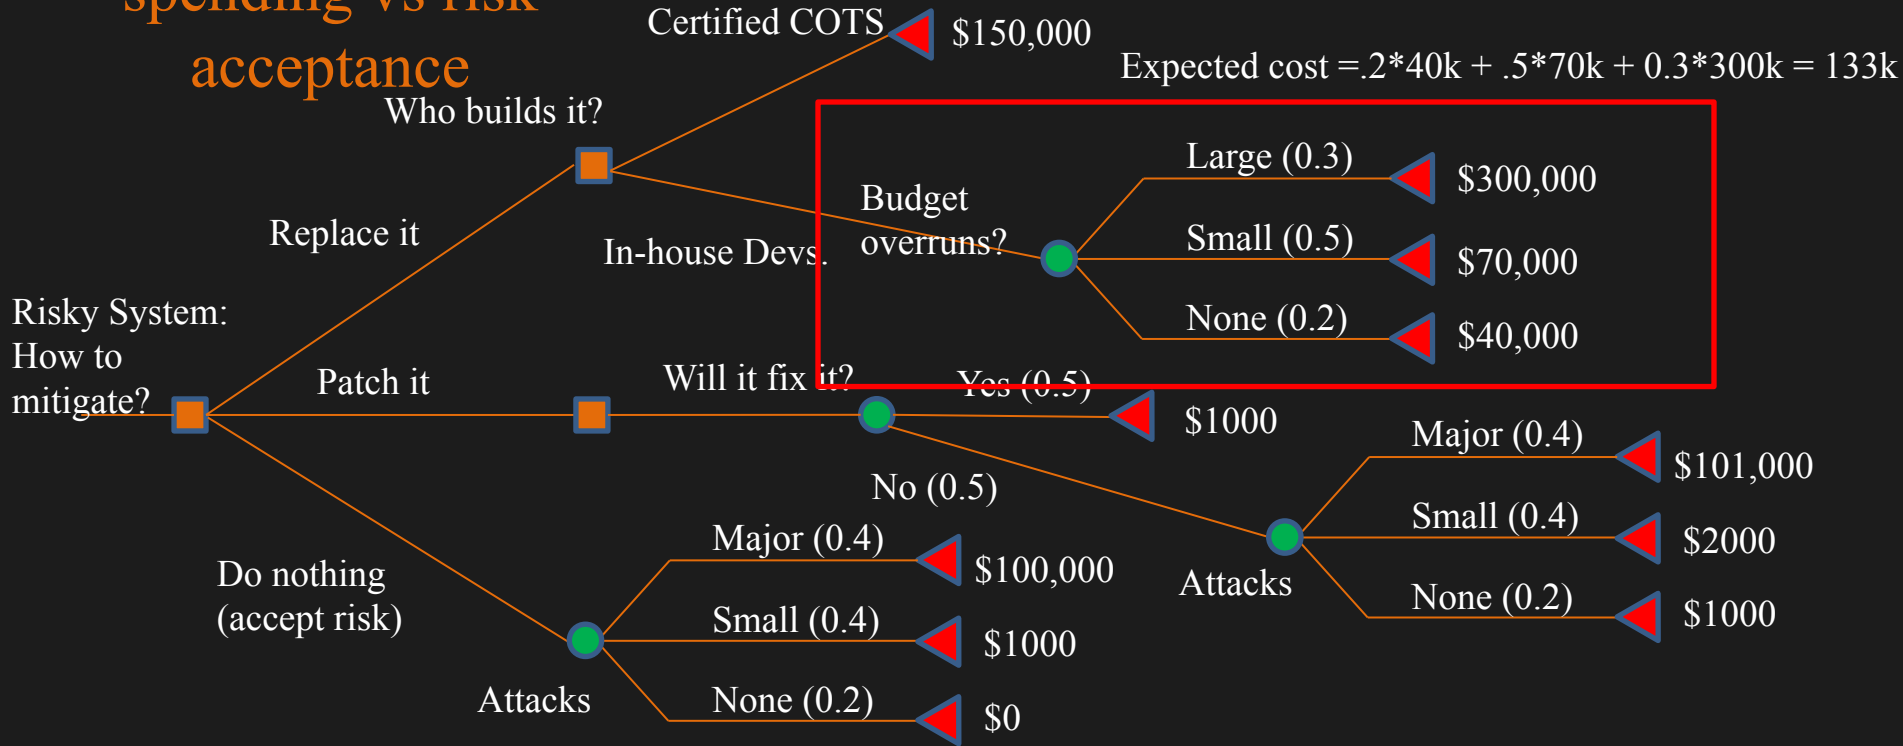 spending vs risk
acceptance
Certified COTS
$150,000
Expected cost =.2*40k + .5*70k + 0.3*300k = 133k
Who builds it?
Large (0.3)
$300,000
Budget
overruns?
Replace it
In-house Devs.
Small (0.5)
$70,000
None (0.2)
$40,000
Risky System:
How to
mitigate?
Patch it
Will it fix it?
Yes (0.5)
$1000
No (0.5)
Major (0.4)
$101,000
Small (0.4)
$2000
Attacks
None (0.2)
$1000
Do nothing
(accept risk)
Major (0.4)
$100,000
Small (0.4)
$1000
Attacks
None (0.2)
$0